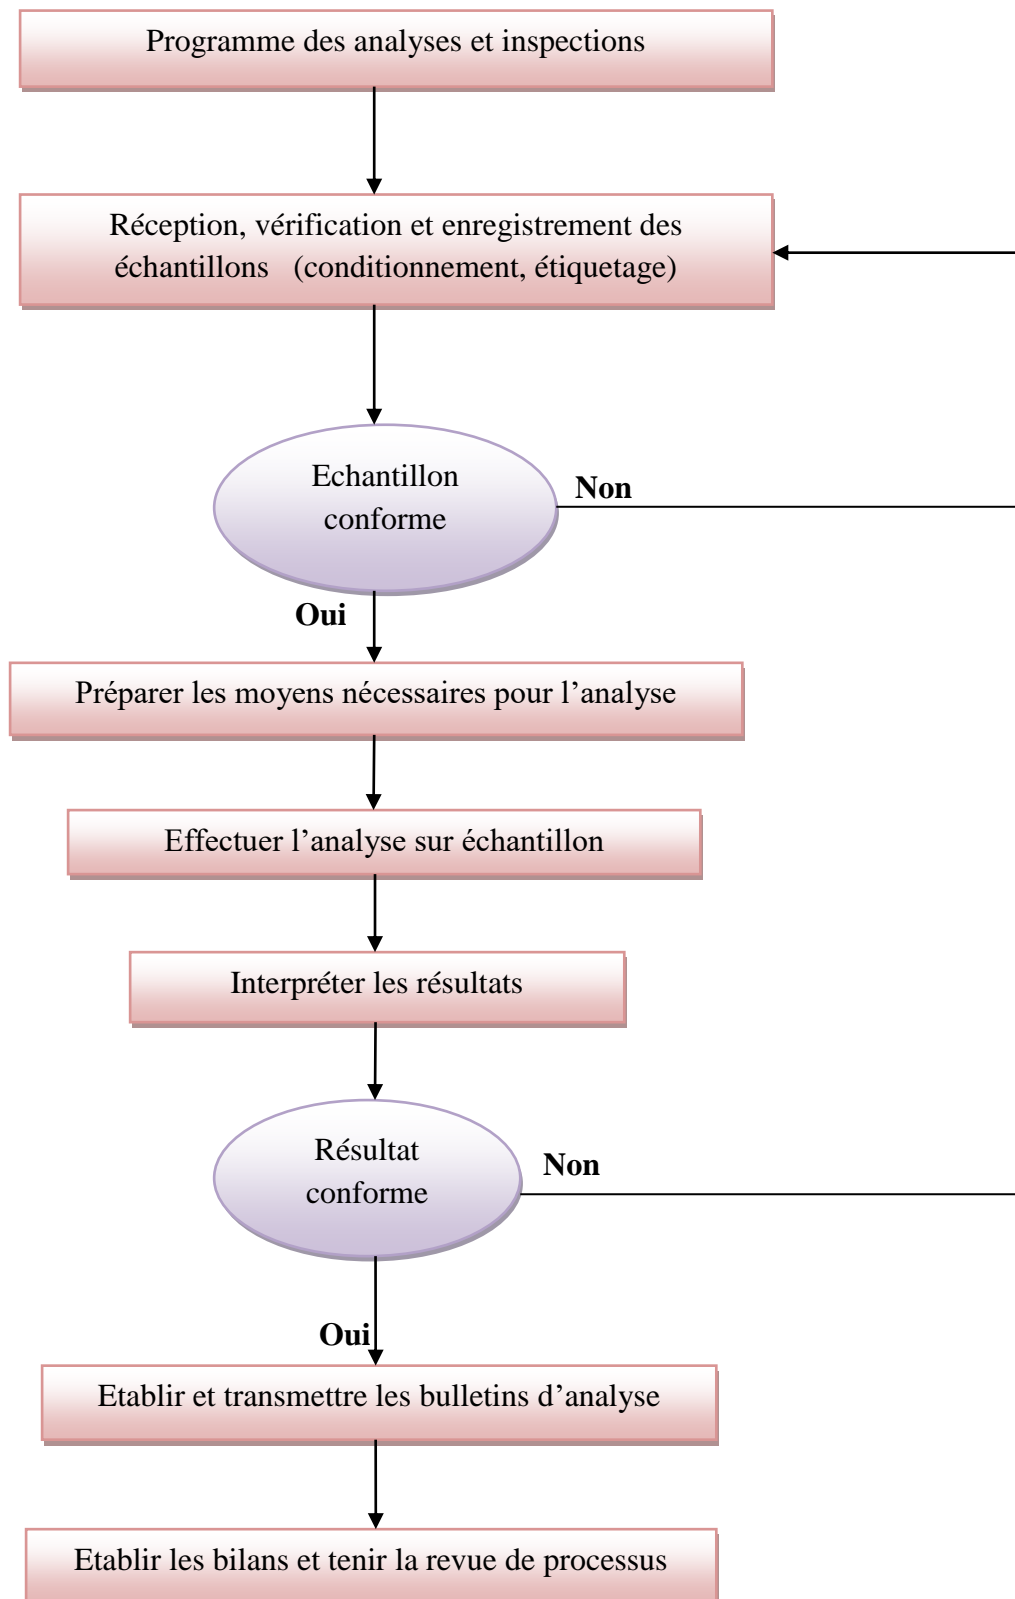 Programme des analyses et inspections
Réception, vérification et enregistrement des
échantillons (conditionnement, étiquetage)
Echantillon
conforme
Non
Oui
Préparer les moyens nécessaires pour l’analyse
Effectuer l’analyse sur échantillon
Interpréter les résultats
Résultat
conforme
Non
Oui
Etablir et transmettre les bulletins d’analyse
Etablir les bilans et tenir la revue de processus